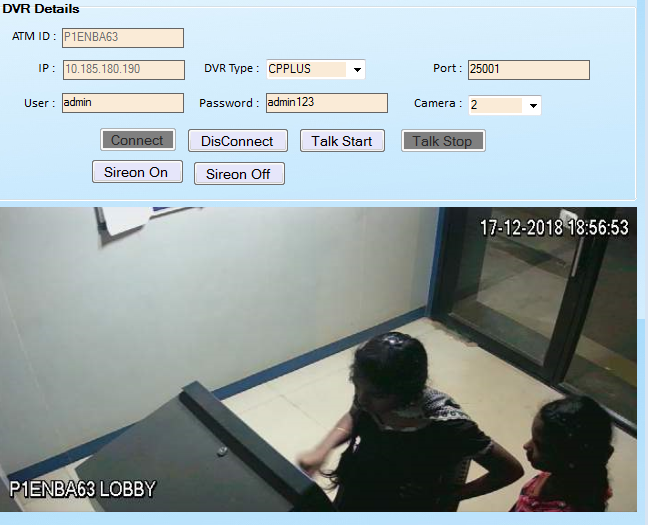 DVR Details
ATM ID : P1ENBA63
IP : 10.185.180.190 DVR Type : CPPLUS Port : 25001
User : admin Password : admin123 Camera : 2
Connect DisConnect Talk Start Talk Stop
Sireon On Sireon Off
17-12-2018 18:56:53
P1ENBA63 LOBBY